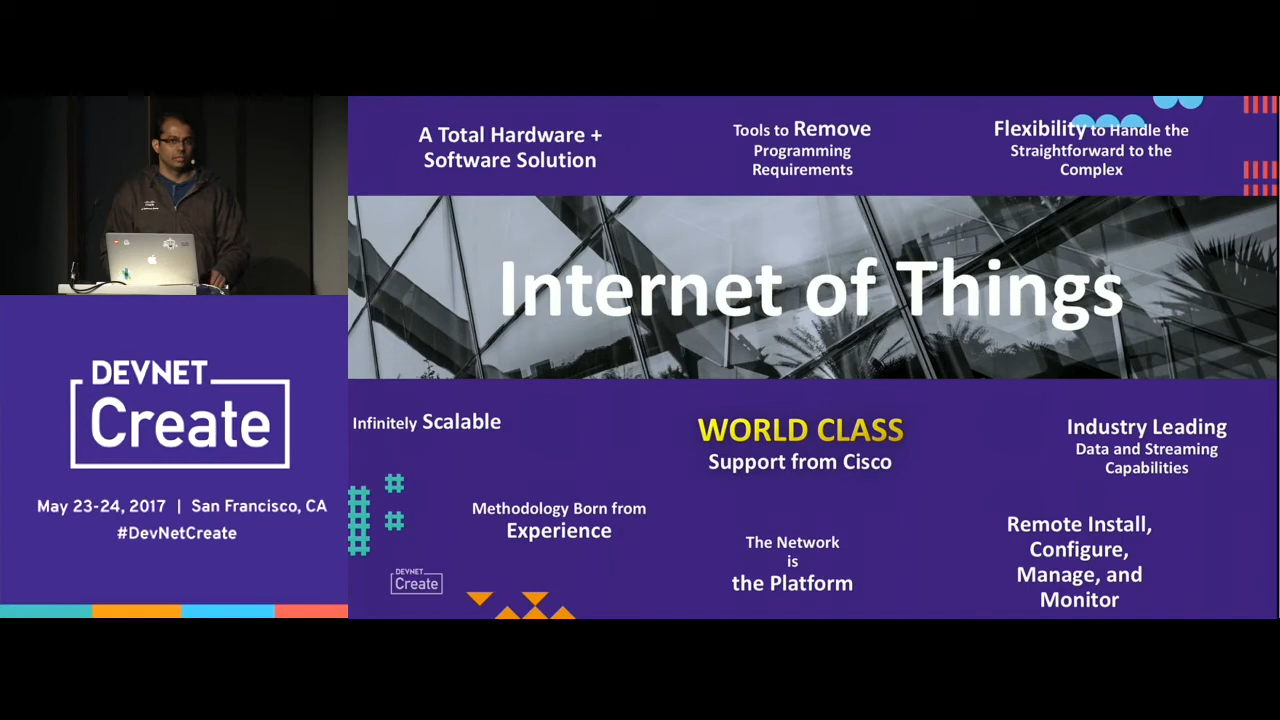 DEVNET
Create
May 23-24, 2017 | San Francisco, CA
#DevNetCreate
A Total Hardware +
Software Solution
Tools to Remove
Programming
Requirements
Flexibility to Handle the
Straightforward to the
Complex
Internet of Things
Infinitely Scalable
WORLD CLASS
Support from Cisco
Industry Leading
Data and Streaming
Capabilities
Methodology Born from
Experience
The Network
is
the Platform
Remote Install,
Configure,
Manage, and
Monitor
DEVNET
Create